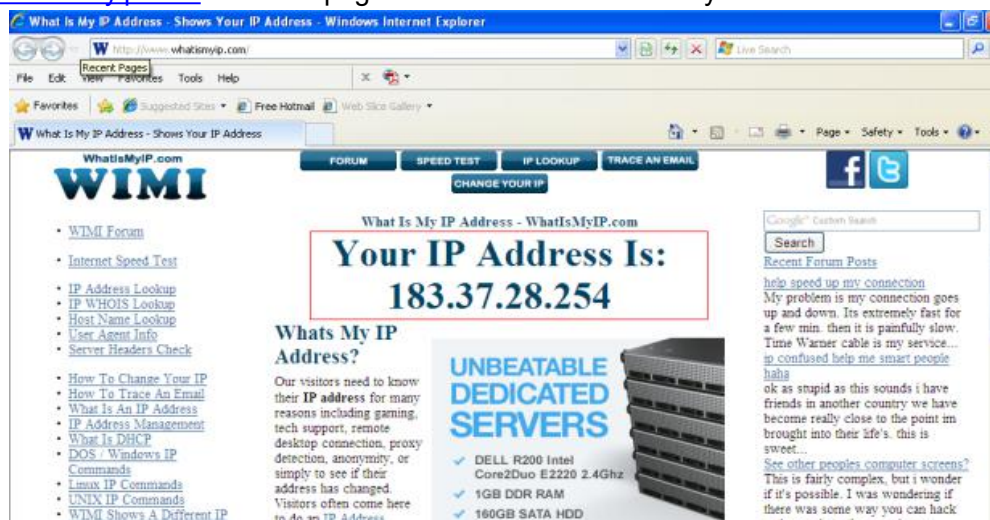 What Is My IP Address - Shows Your IP Address - Windows Internet Explorer
http://www.whatismyip.com/
Live Search
Recent Pages
File Edit View Favorites Tools Help
Favorites Suggested Sites Free Hotmail Web Slice Gallery
What Is My IP Address - Shows Your IP Address
Page Safety Tools
WhatIsMyIP.com
WIMI
FORUM SPEED TEST IP LOOKUP TRACE AN EMAIL
CHANGE YOUR IP
What Is My IP Address - WhatIsMyIP.com
Your IP Address Is:
183.37.28.254
• WIMI Forum
• Internet Speed Test
• IP Address Lookup
• IP WHOIS Lookup
• Host Name Lookup
• User Agent Info
• Server Headers Check
• How To Change Your IP
• How To Trace An Email
• What Is An IP Address
• IP Address Management
• What Is DHCP
• DOS / Windows IP
Commands
• Linux IP Commands
• UNIX IP Commands
• WIMI Shows A Different IP
Whats My IP
Address?
Our visitors need to know
their IP address for many
reasons including gaming,
tech support, remote
desktop connection, proxy
detection, anonymity, or
simply to see if their
address has changed.
Visitors often come here
to do an IP Address
UNBEATABLE
DEDICATED
SERVERS
DELL R200 Intel
Core2Duo E2220 2.4Ghz
1GB DDR RAM
160GB SATA HDD
Google Custom Search
Search
Recent Forum Posts
help speed up my connection
My problem is my connection goes
up and down. Its extremely fast for
a few min. then it is painfully slow.
Time Warner cable is my service...
ip confused help me smart people
haha
ok as stupid as this sounds i have
friends in another country we have
become really close to the point im
brought into their life's. this is
sweet...
See other peoples computer screens?
This is fairly complex, but i wonder
if it's possible. I was wondering if
there was some way you can hack